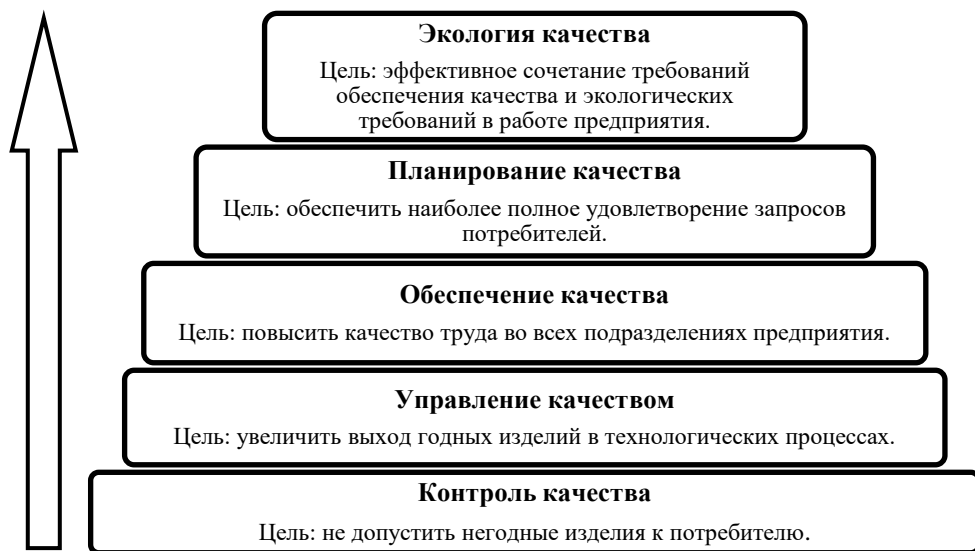 Экология качества
Цель: эффективное сочетание требований
обеспечения качества и экологических
требований в работе предприятия.
Планирование качества
Цель: обеспечить наиболее полное удовлетворение запросов
потребителей.
Обеспечение качества
Цель: повысить качество труда во всех подразделениях предприятия.
Управление качеством
Цель: увеличить выход годных изделий в технологических процессах.
Контроль качества
Цель: не допустить негодные изделия к потребителю.